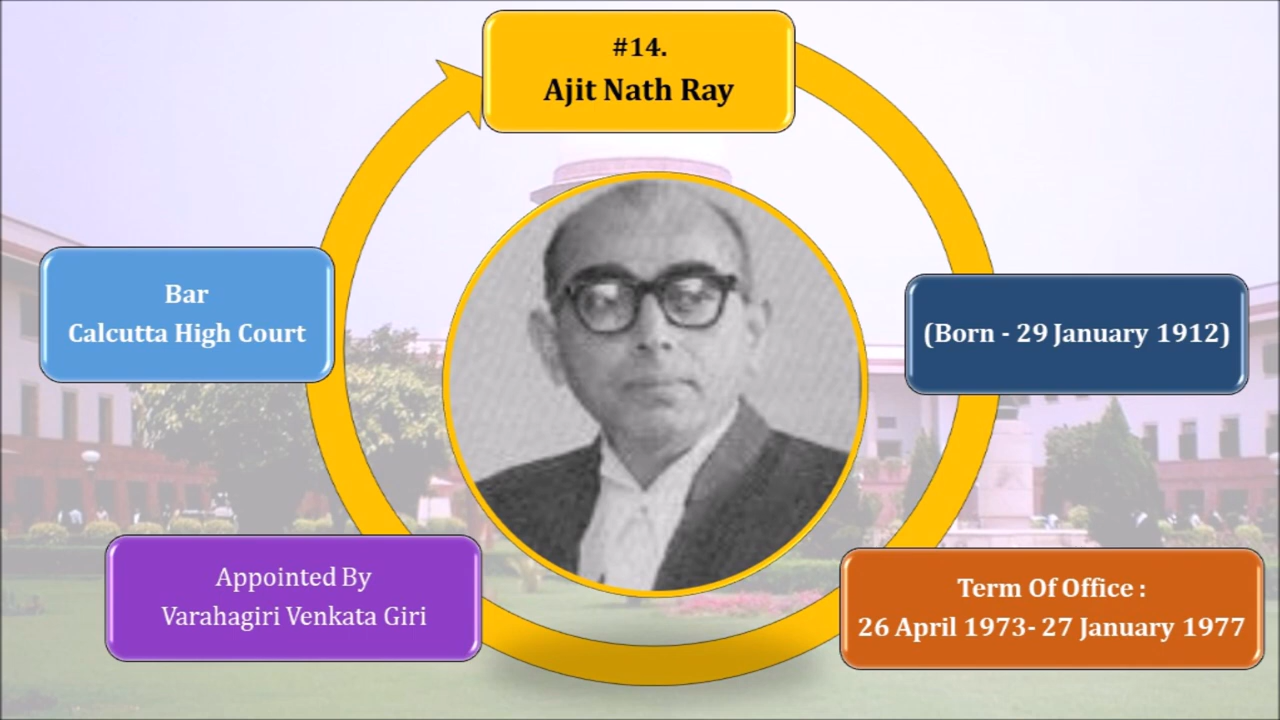 #14.
Ajit Nath Ray
(Born - 29 January 1912)
Term Of Office :
26 April 1973- 27 January 1977
Appointed By
Varahagiri Venkata Giri
Bar
Calcutta High Court